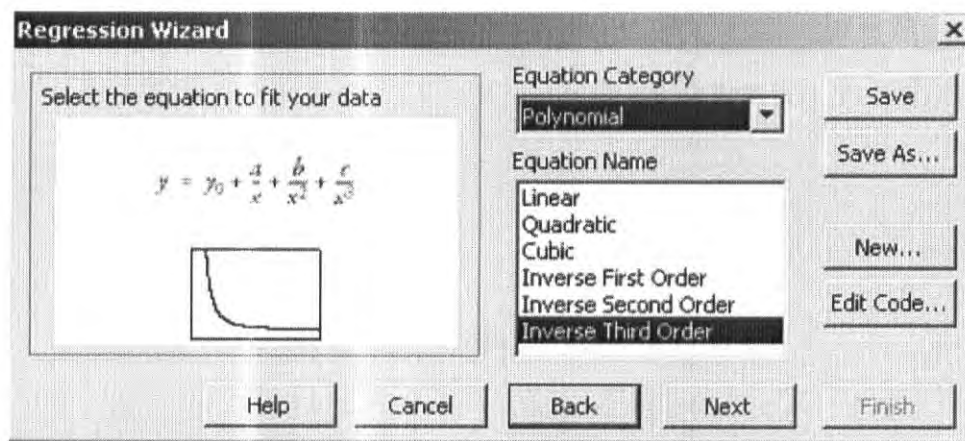 Regression Wizard
Select the equation to fit your data
y = y0 + a/x + b/x² + c/x³
Equation Category
Polynomial
Equation Name
Linear
Quadratic
Cubic
Inverse First Order
Inverse Second Order
Inverse Third Order
Save
Save As...
New...
Edit Code...
Help
Cancel
Back
Next
Finish